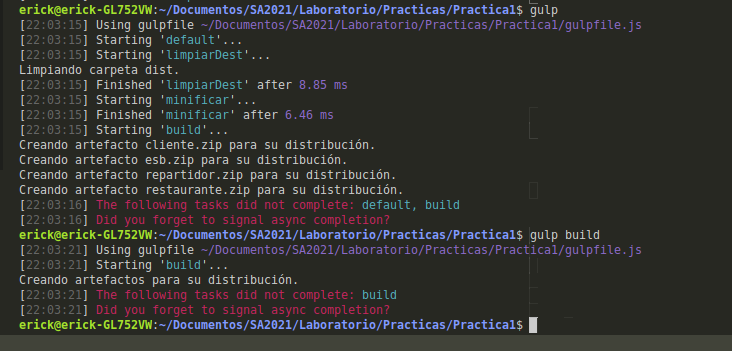 erick@erick-GL752VW:~/Documentos/SA2021/Laboratorio/Practicas/Practica1$ gulp
[22:03:15] Using gulpfile ~/Documentos/SA2021/Laboratorio/Practicas/Practica1/gulpfile.js
[22:03:15] Starting 'default'...
[22:03:15] Starting 'limpiarDest'...
Limpiando carpeta dist.
[22:03:15] Finished 'limpiarDest' after 8.85 ms
[22:03:15] Starting 'minificar'...
[22:03:15] Finished 'minificar' after 6.46 ms
[22:03:15] Starting 'build'...
Creando artefacto cliente.zip para su distribución.
Creando artefacto esb.zip para su distribución.
Creando artefacto repartidor.zip para su distribución.
Creando artefacto restaurante.zip para su distribución.
[22:03:16] The following tasks did not complete: default, build
[22:03:16] Did you forget to signal async completion?
erick@erick-GL752VW:~/Documentos/SA2021/Laboratorio/Practicas/Practica1$ gulp build
[22:03:21] Using gulpfile ~/Documentos/SA2021/Laboratorio/Practicas/Practica1/gulpfile.js
[22:03:21] Starting 'build'...
Creando artefactos para su distribución.
[22:03:21] The following tasks did not complete: build
[22:03:21] Did you forget to signal async completion?
erick@erick-GL752VW:~/Documentos/SA2021/Laboratorio/Practicas/Practica1$